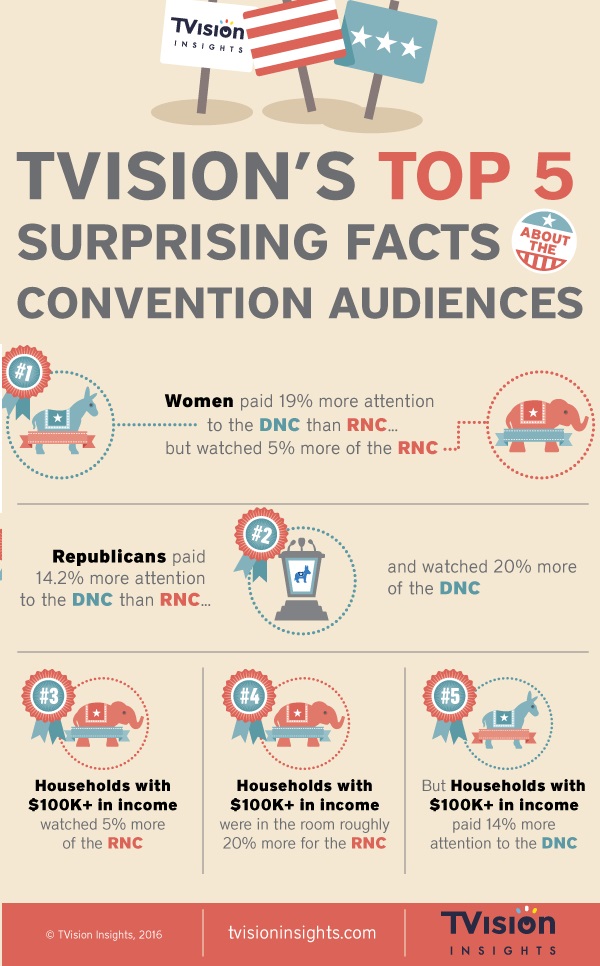 TVision
INSIGHTS
TVISION'S TOP 5
SURPRISING FACTS ABOUT THE
CONVENTION AUDIENCES
#1
Women paid 19% more attention
to the DNC than RNC...
but watched 5% more of the RNC
#2
Republicans paid
14.2% more attention
to the DNC than RNC...
and watched 20% more
of the DNC
#3
Households with
$100K+ in income
watched 5% more
of the RNC
#4
Households with
$100K+ in income
were in the room roughly
20% more for the RNC
#5
But Households with
$100K+ in income
paid 14% more
attention to the DNC
© TVision Insights, 2016
tvisioninsights.com
TVision
INSIGHTS